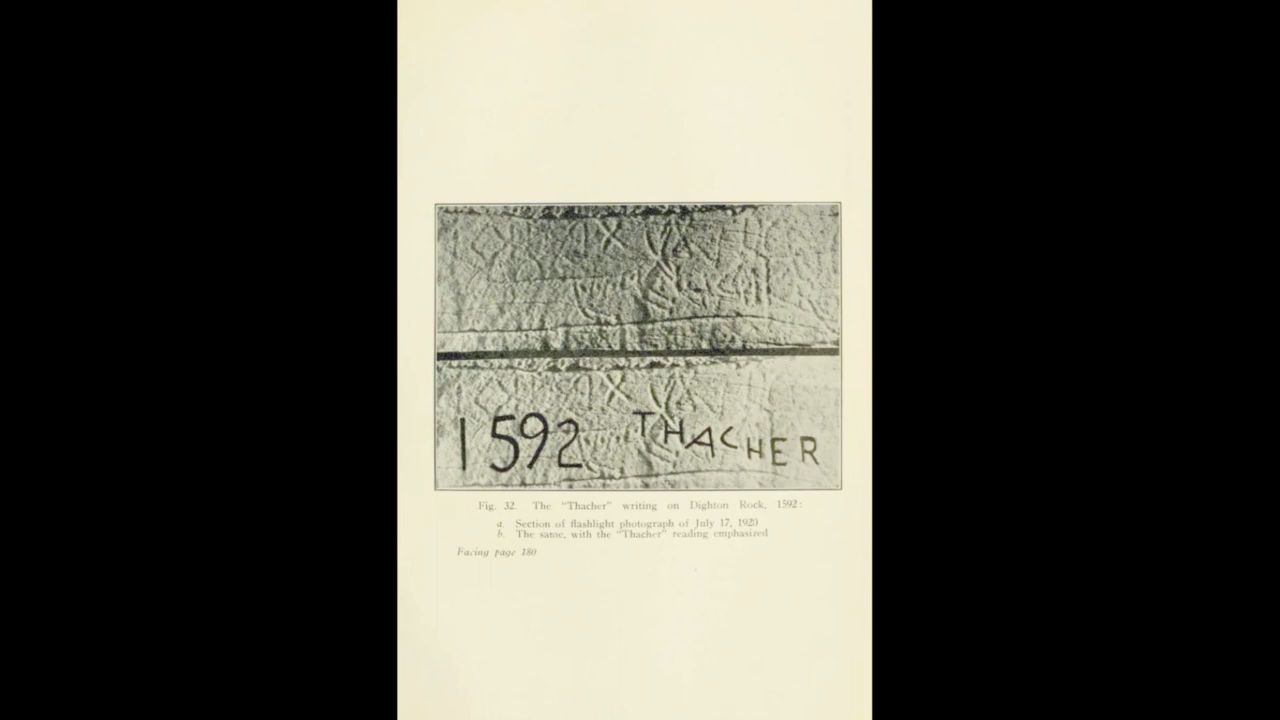 1592 THACHER
Fig. 32. The "Thacher" writing on Dighton Rock, 1592:
a. Section of flashlight photograph of July 17, 1920
b. The same, with the "Thacher" reading emphasized
Facing page 180